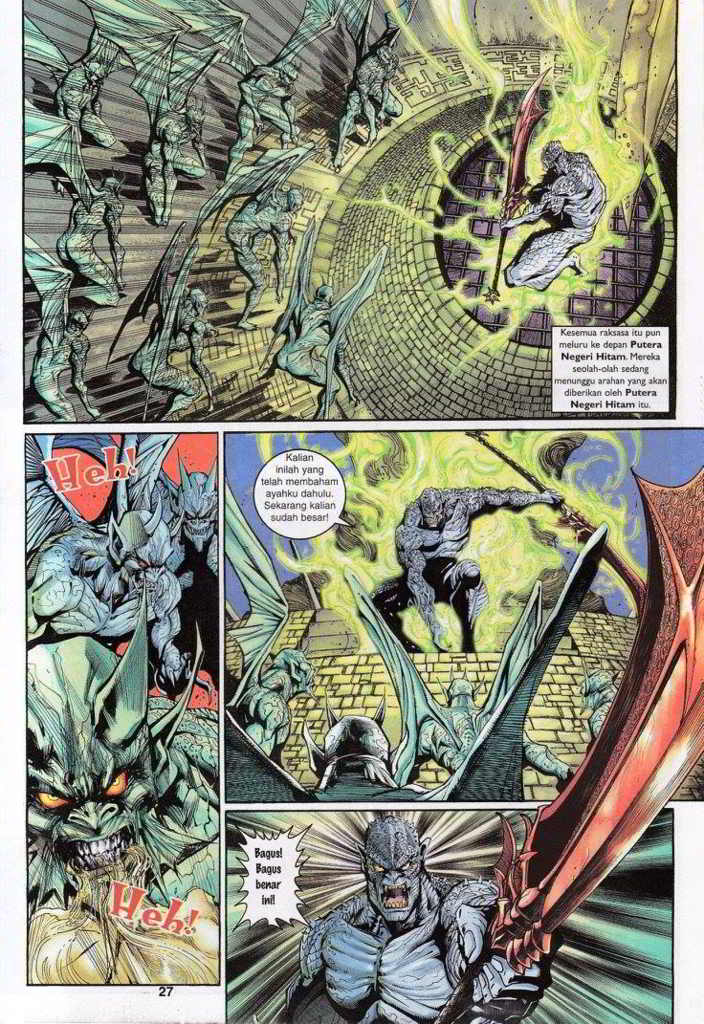 Kesemua raksasa itu pun
meluru ke depan Putera
Negeri Hitam. Mereka
seolah-olah sedang
menunggu arahan yang akan
diberikan oleh Putera
Negeri Hitam itu.
Heh!
Kalian
inilah yang
telah membaham
ayahku dahulu.
Sekarang kalian
sudah besar!
Heh!
Bagus!
Bagus
benar
ini!
27